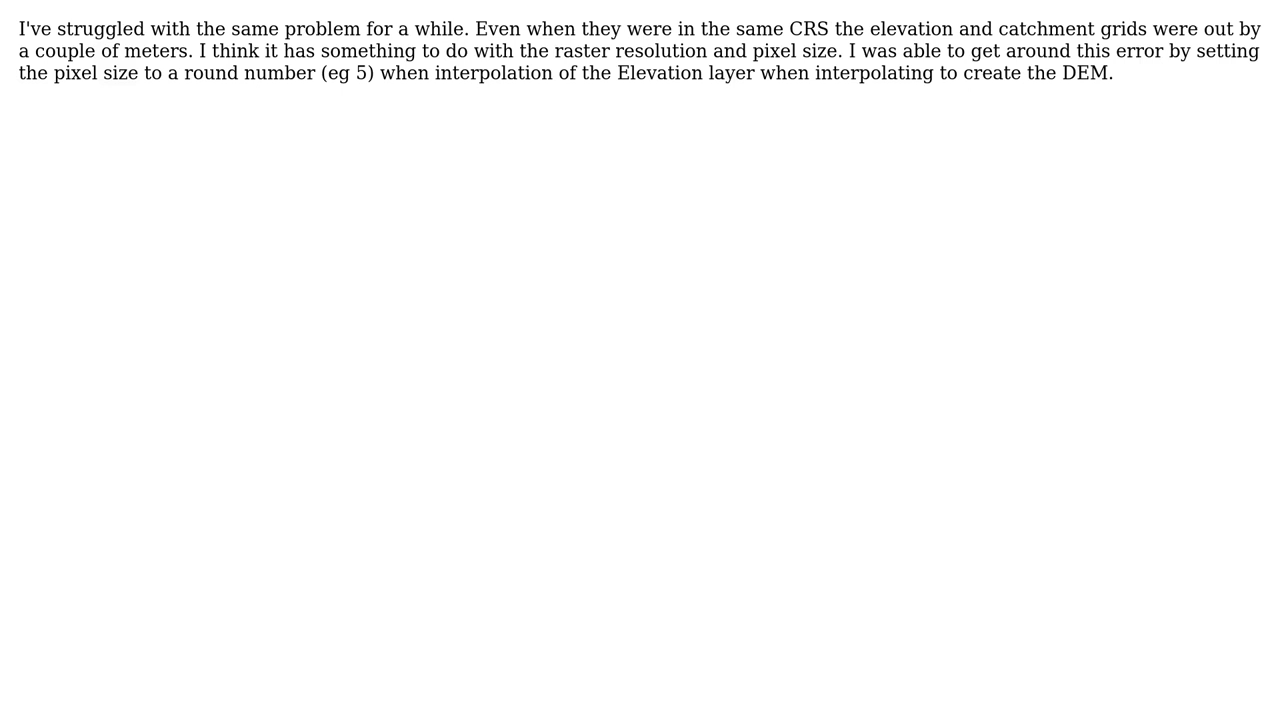 I've struggled with the same problem for a while. Even when they were in the same CRS the elevation and catchment grids were out by
a couple of meters. I think it has something to do with the raster resolution and pixel size. I was able to get around this error by setting
the pixel size to a round number (eg 5) when interpolation of the Elevation layer when interpolating to create the DEM.